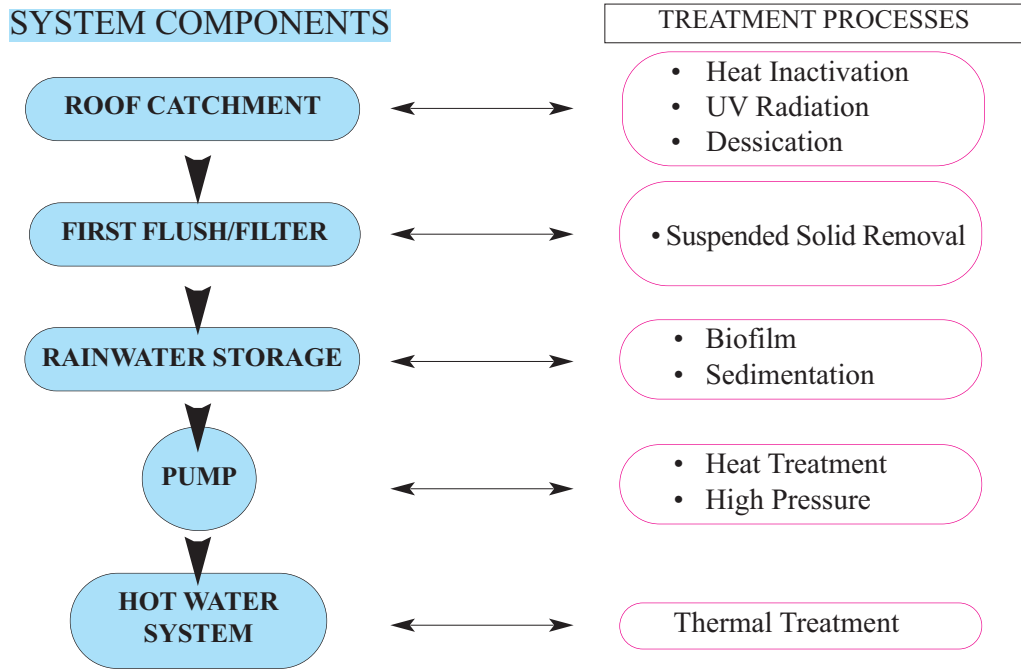 SYSTEM COMPONENTS
TREATMENT PROCESSES
ROOF CATCHMENT
• Heat Inactivation
• UV Radiation
• Dessication
FIRST FLUSH/FILTER
• Suspended Solid Removal
RAINWATER STORAGE
• Biofilm
• Sedimentation
PUMP
• Heat Treatment
• High Pressure
HOT WATER
SYSTEM
Thermal Treatment